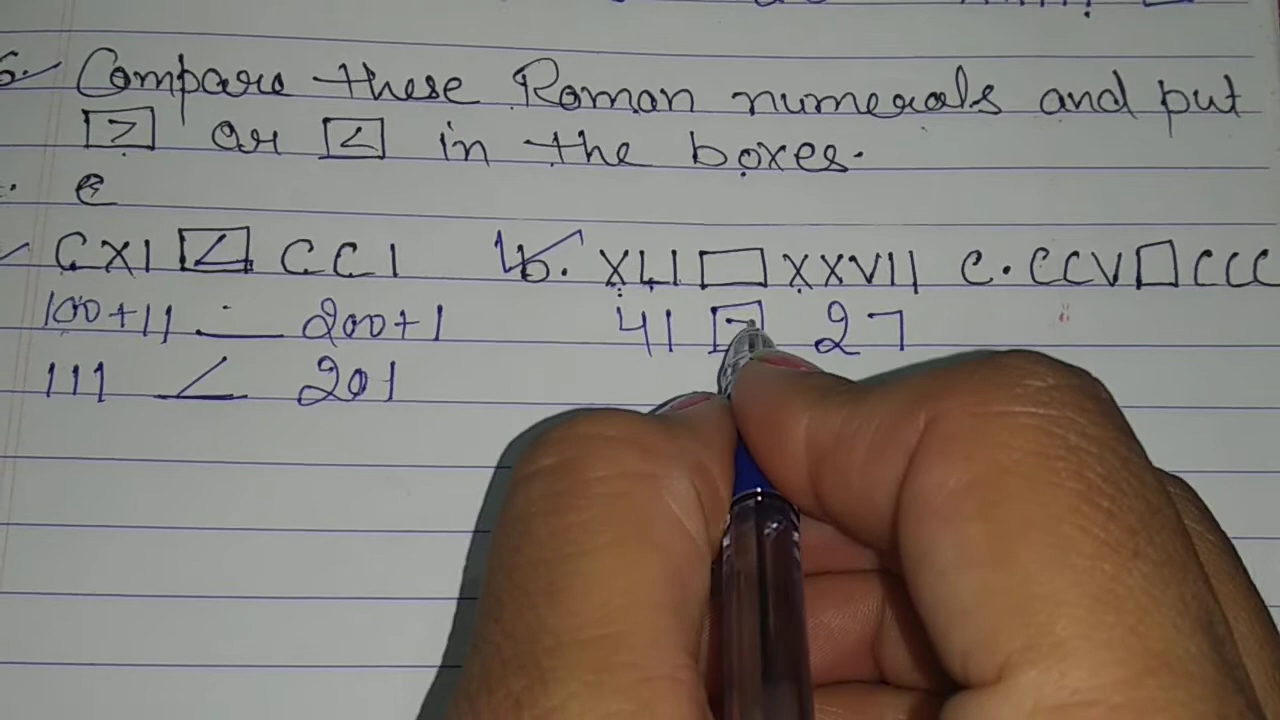 6. Compare these Roman numerals and put
> or < in the boxes.
CXI < CCI b. XLI □ XXVII C. CCV □ CCC
100+11 200+1 41 > 27
111 < 201